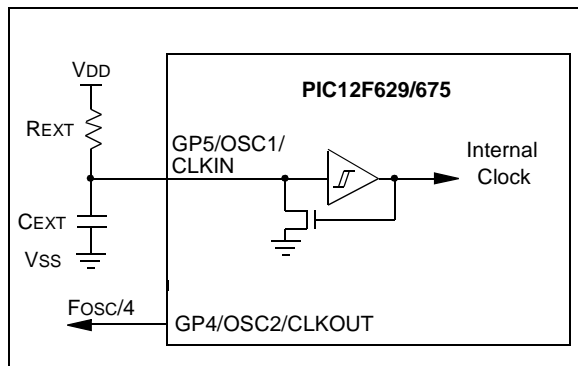 VDD
PIC12F629/675
REXT
GP5/OSC1/
CLKIN
Internal
Clock
CEXT
VSS
FOSC/4
GP4/OSC2/CLKOUT